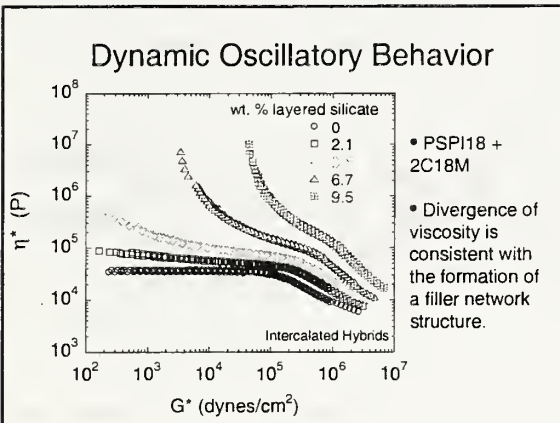 Dynamic Oscillatory Behavior
10^8
10^7
10^6
10^5
10^4
10^3
η* (P)
wt. % layered silicate
0
2.1
6.7
9.5
Intercalated Hybrids
10^2 10^3 10^4 10^5 10^6 10^7
G* (dynes/cm^2)
• PSPI18 +
2C18M
• Divergence of
viscosity is
consistent with
the formation of
a filler network
structure.